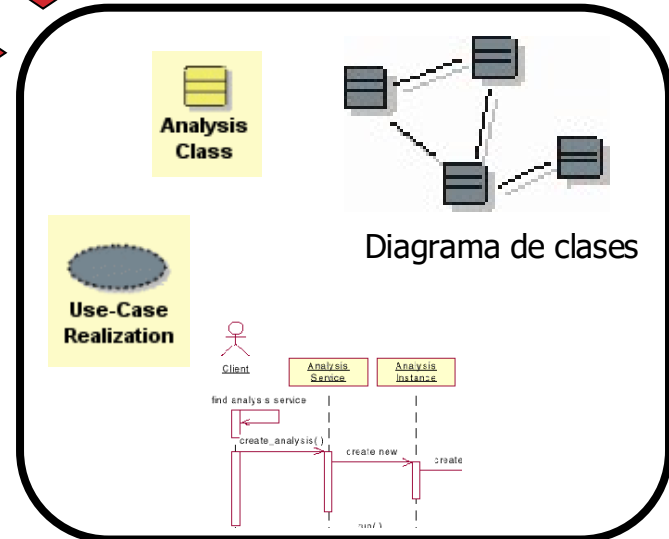 Analysis
Class
Diagrama de clases
Use-Case
Realization
Client
Analysis
Service
Analysis
Instance
find analys s service
create_analysis( )
create new
create